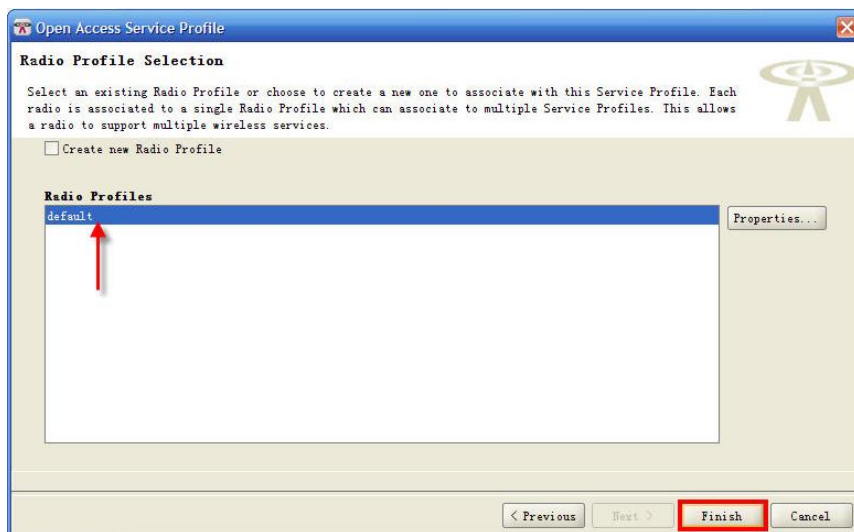 Open Access Service Profile
Radio Profile Selection
Select an existing Radio Profile or choose to create a new one to associate with this Service Profile. Each
radio is associated to a single Radio Profile which can associate to multiple Service Profiles. This allows
a radio to support multiple wireless services.
Create new Radio Profile
Radio Profiles
default
Properties...
< Previous
Next >
Finish
Cancel